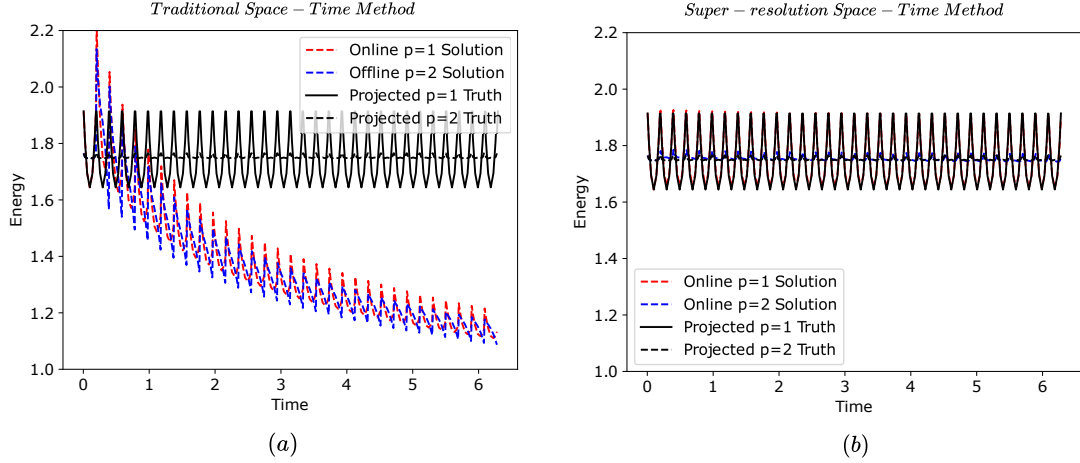 Traditional Space − Time Method
2.2
2.0
1.8
1.6
1.4
1.2
1.0
Energy
0 1 2 3 4 5 6
Time
Online p=1 Solution
Offline p=2 Solution
Projected p=1 Truth
Projected p=2 Truth
(a)
Super − resolution Space − Time Method
2.2
2.0
1.8
1.6
1.4
1.2
1.0
Energy
0 1 2 3 4 5 6
Time
Online p=1 Solution
Online p=2 Solution
Projected p=1 Truth
Projected p=2 Truth
(b)